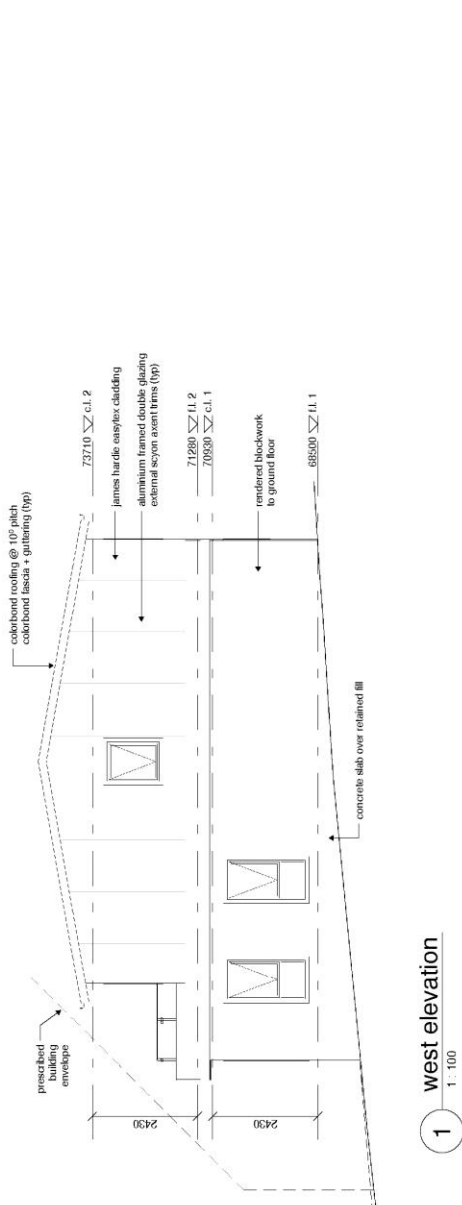 colorbond roofing @ 10⁰ pitch
colorbond fascia + guttering (typ)
prescribed
building
envelope
73710 c.l. 2
james hardie easytex cladding
aluminium framed double glazing
external scyon axent trims (typ)
71280 f.l. 2
70930 c.l. 1
rendered blockwork
to ground floor
68500 f.l. 1
2430
2430
concrete slab over retained fill
1
west elevation
1 : 100